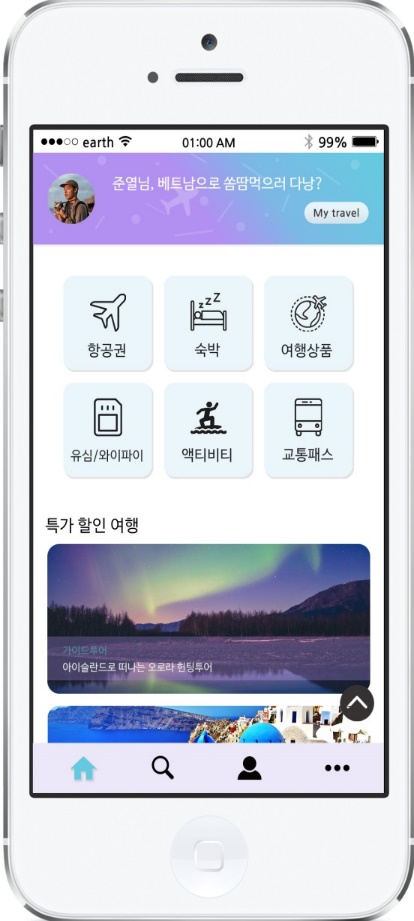 earth 01:00 AM 99%
준열님, 베트남으로 쏨땀먹으러 다낭?
My travel
항공권 숙박 여행상품
유심/와이파이 액티비티 교통패스
특가 할인 여행
가이드투어
아이슬란드로 떠나는 오로라 헌팅투어